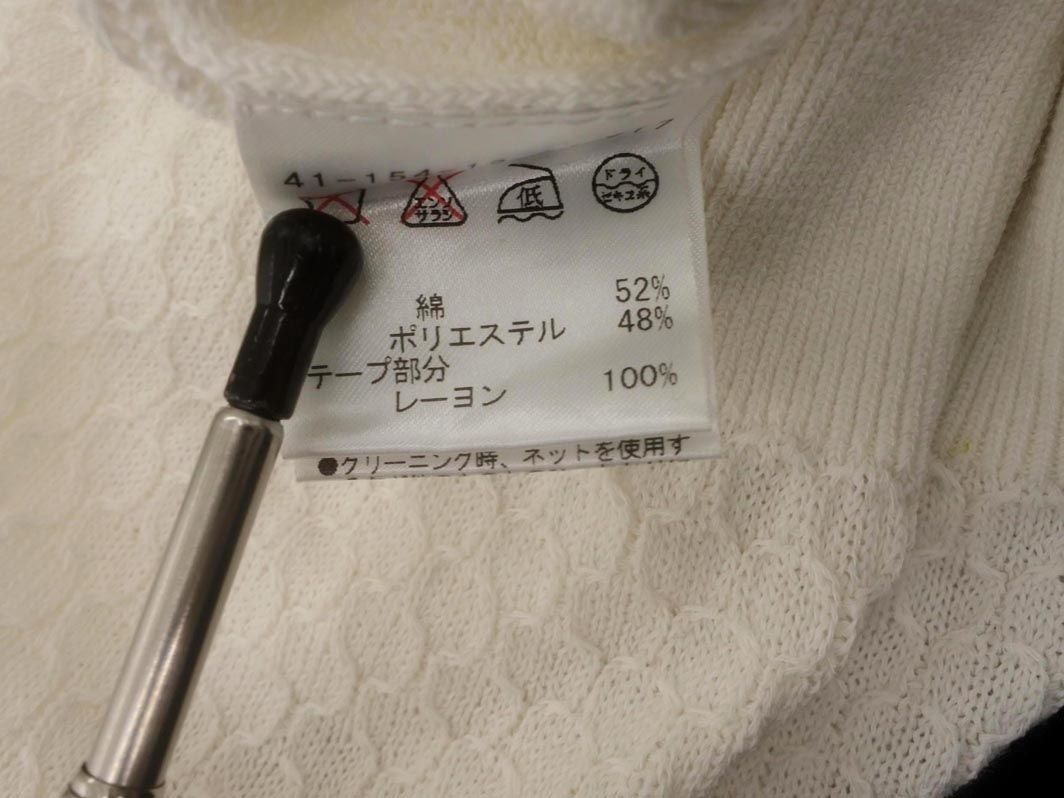 41-154
エンソ
サラシ
低
ドライ
セキユ系
綿 52%
ポリエステル 48%
テープ部分
レーヨン 100%
●クリーニング時、ネットを使用す